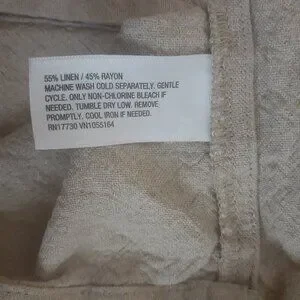 55% LINEN / 45% RAYON
MACHINE WASH COLD SEPARATELY. GENTLE
CYCLE. ONLY NON-CHLORINE BLEACH IF
NEEDED. TUMBLE DRY LOW. REMOVE
PROMPTLY. COOL IRON IF NEEDED.
RN17730 VN1055164